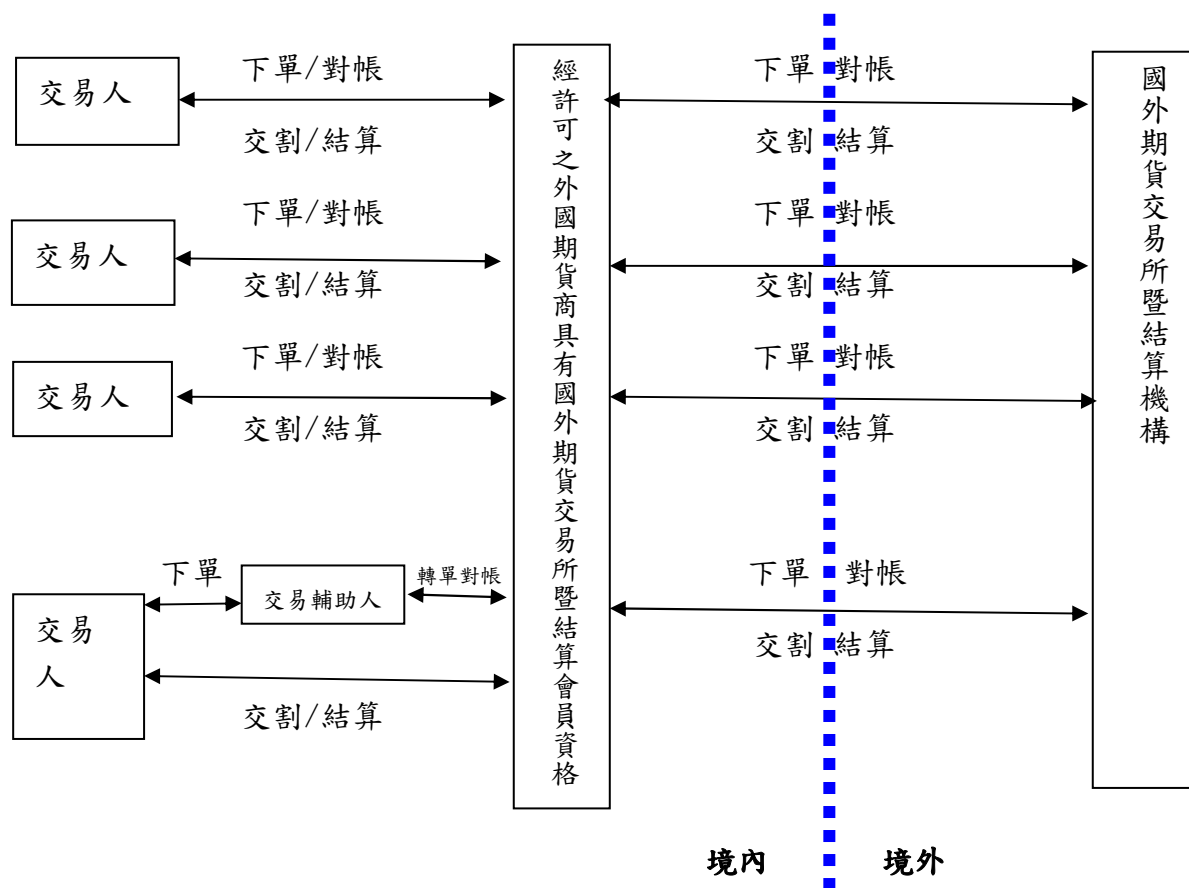 下單/對帳
交易人
交割/結算
下單/對帳
交易人
交割/結算
下單/對帳
交易人
交割/結算
下單
交易輔助人
轉單對帳
交易
人
交割/結算
經許可之外國期貨商具有國外期貨交易所暨結算會員資格
下單 對帳
交割 結算
下單 對帳
交割 結算
下單 對帳
交割 結算
下單 對帳
交割 結算
國外期貨交易所暨結算機構
境內 境外